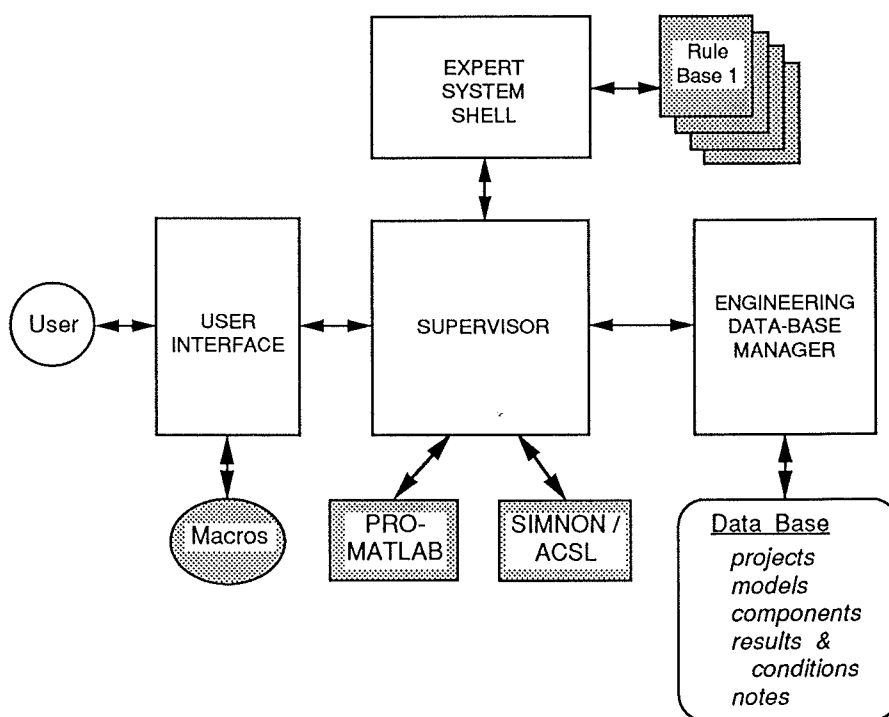 EXPERT
SYSTEM
SHELL
Rule
Base 1
User
USER
INTERFACE
SUPERVISOR
ENGINEERING
DATA-BASE
MANAGER
Macros
PRO-
MATLAB
SIMNON /
ACSL
Data Base
projects
models
components
results &
conditions
notes